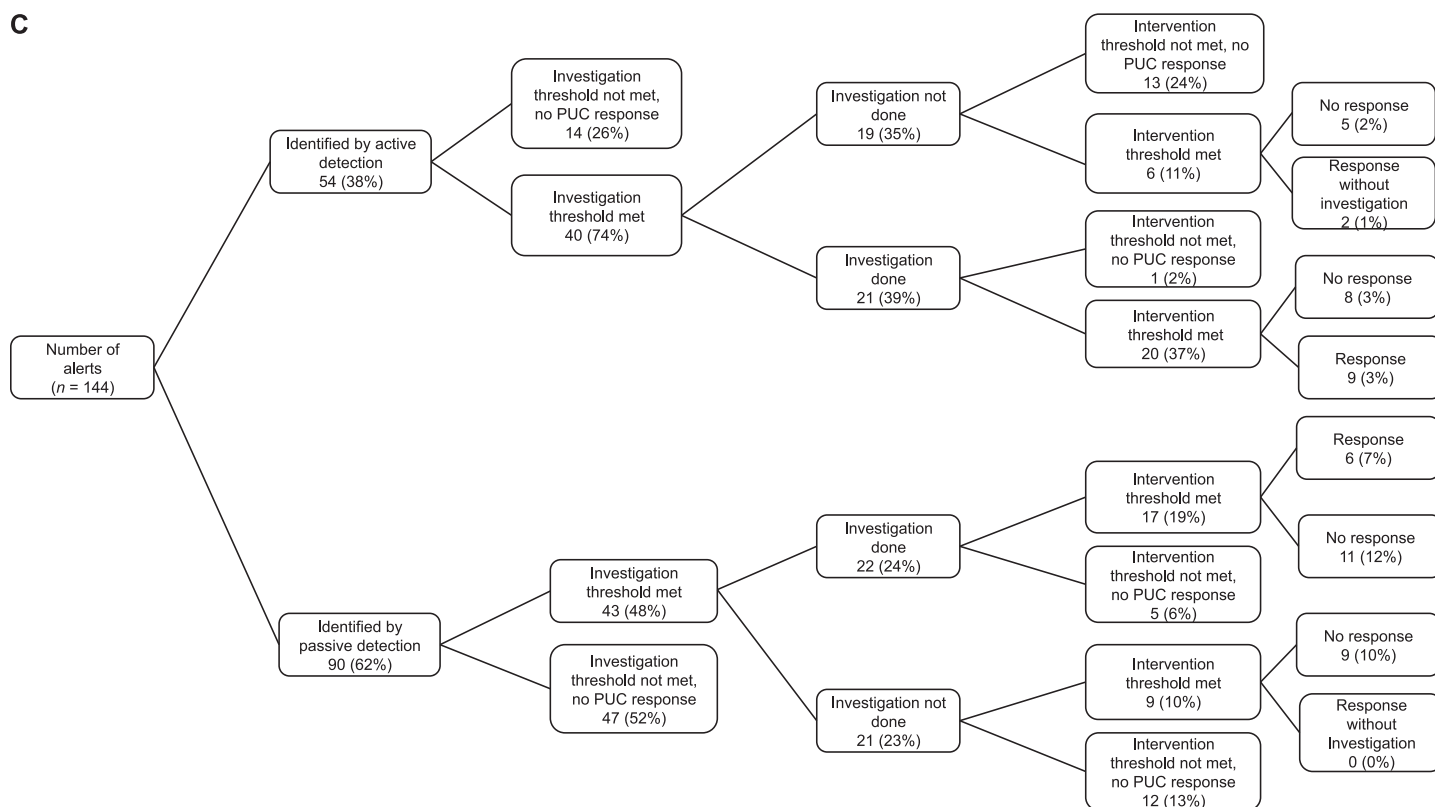 C
Number of
alerts
(n = 144)
Identified by active
detection
54 (38%)
Investigation
threshold not met,
no PUC response
14 (26%)
Investigation
threshold met
40 (74%)
Investigation not
done
19 (35%)
Intervention
threshold not met, no
PUC response
13 (24%)
Intervention
threshold met
6 (11%)
No response
5 (2%)
Response
without
investigation
2 (1%)
Investigation
done
21 (39%)
Intervention
threshold not met,
no PUC response
1 (2%)
Intervention
threshold met
20 (37%)
No response
8 (3%)
Response
9 (3%)
Identified by
passive detection
90 (62%)
Investigation
threshold met
43 (48%)
Investigation
threshold not met,
no PUC response
47 (52%)
Investigation
done
22 (24%)
Intervention
threshold met
17 (19%)
Response
6 (7%)
No response
11 (12%)
Intervention
threshold not met,
no PUC response
5 (6%)
Investigation not
done
21 (23%)
Intervention
threshold met
9 (10%)
No response
9 (10%)
Response
without
Investigation
0 (0%)
Intervention
threshold not met,
no PUC response
12 (13%)